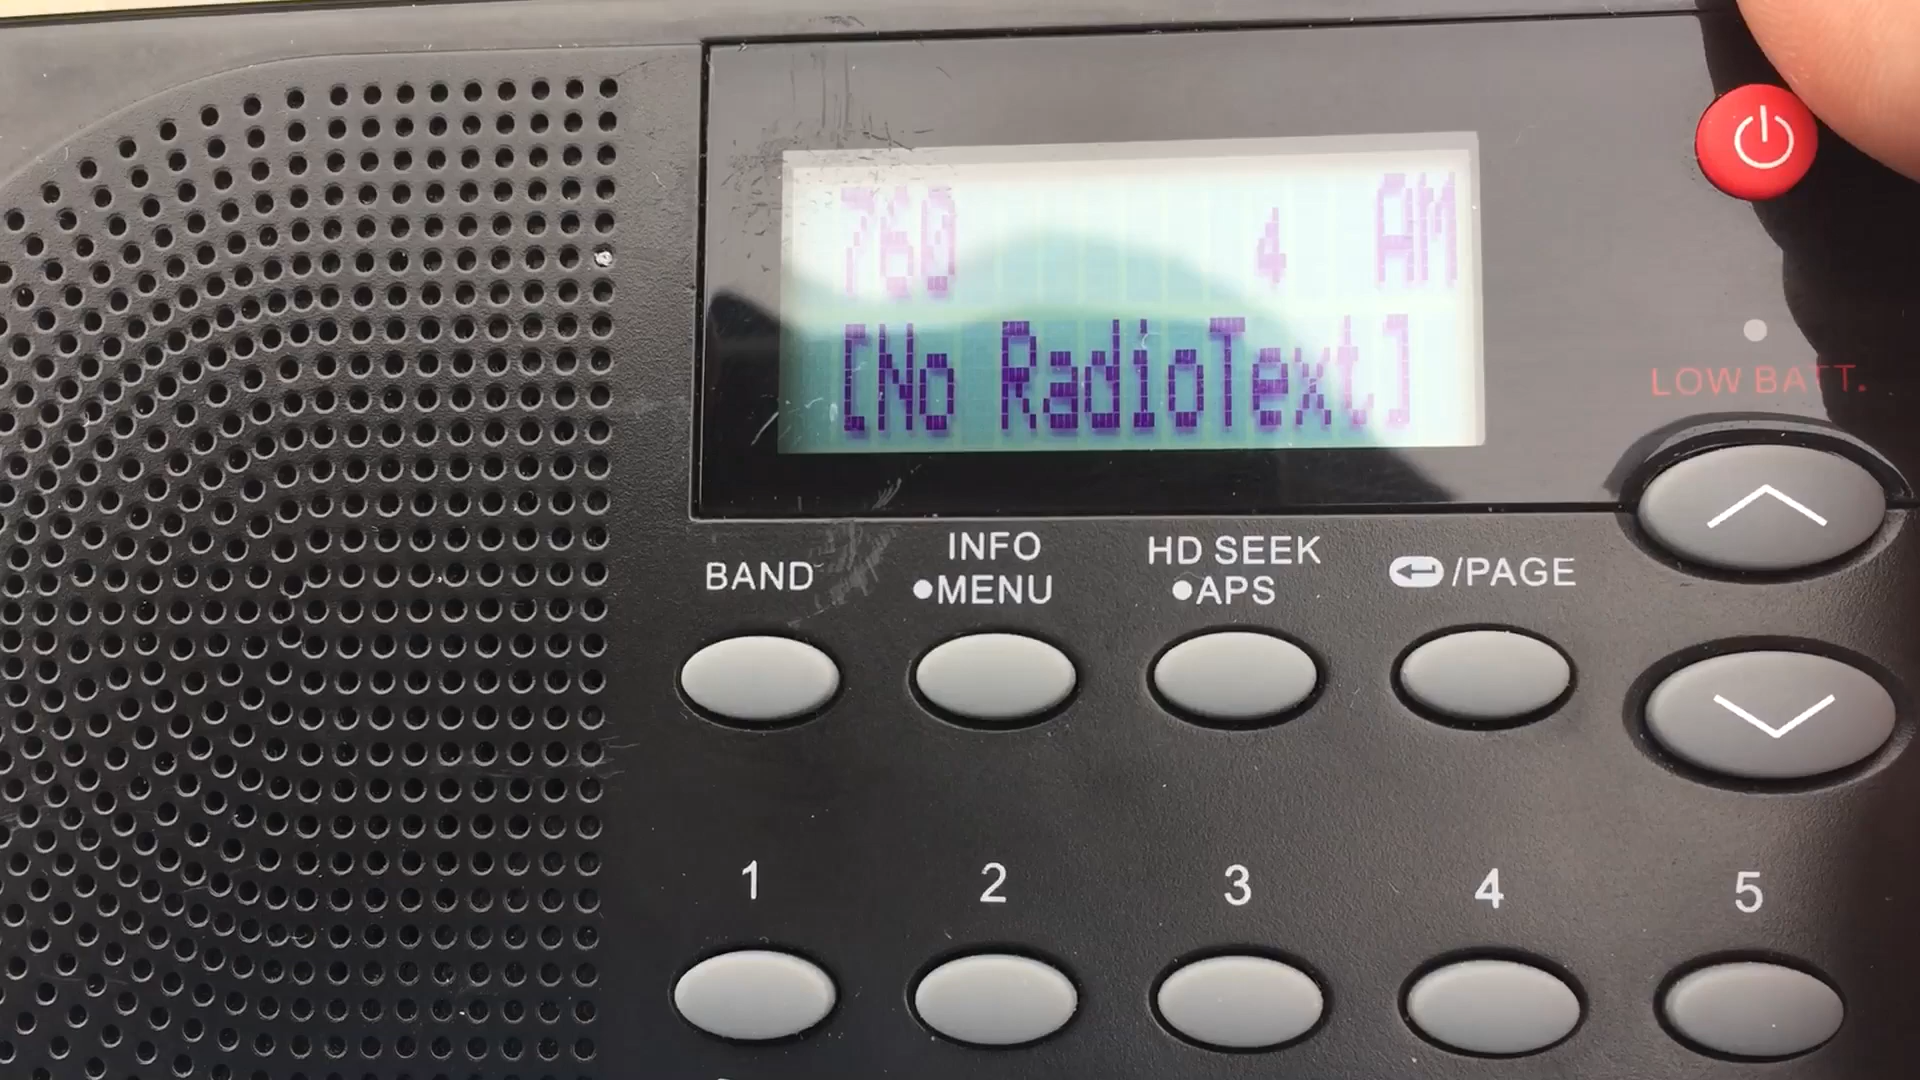 760 4 AM
[No RadioText]
LOW BATT.
BAND
INFO
●MENU
HD SEEK
●APS
/PAGE
1 2 3 4 5